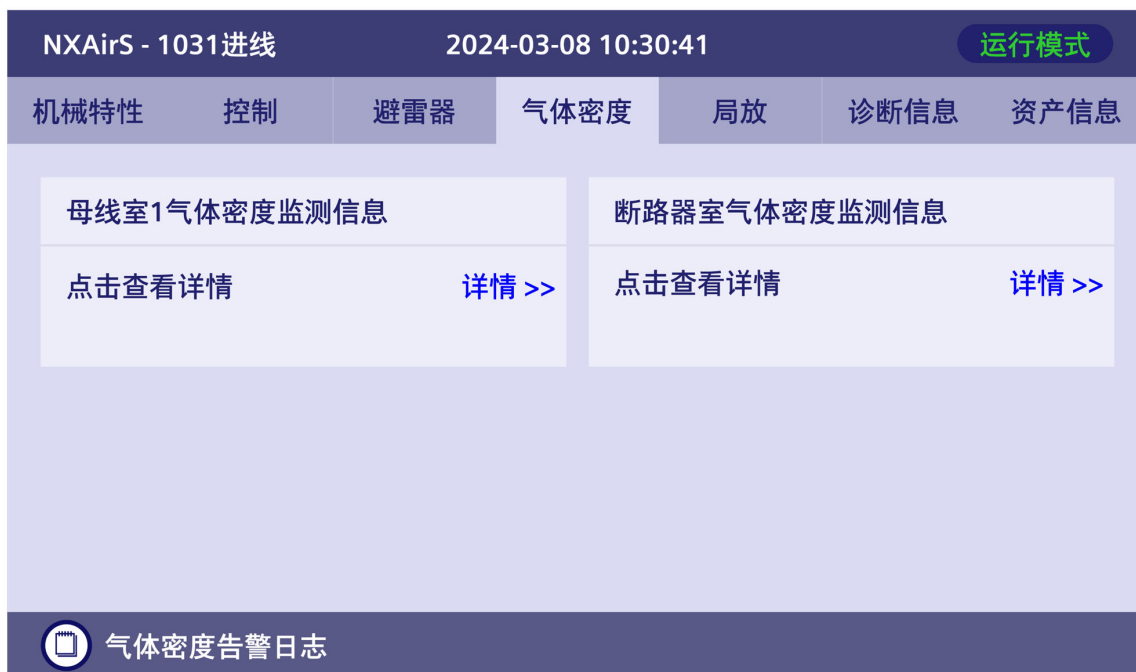 NXAirS - 1031进线 2024-03-08 10:30:41 运行模式
机械特性 控制 避雷器 气体密度 局放 诊断信息 资产信息
母线室1气体密度监测信息 断路器室气体密度监测信息
点击查看详情 详情 >> 点击查看详情 详情 >>
气体密度告警日志